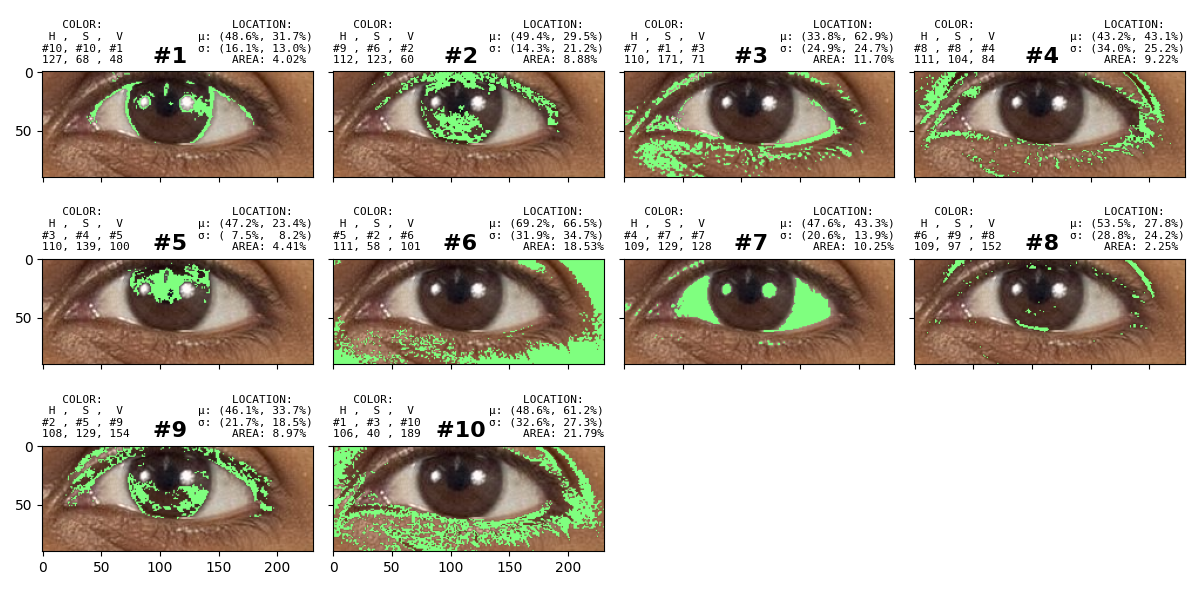 COLOR: LOCATION:
H , S , V μ: (48.6%, 31.7%)
#10, #10, #1 #1 σ: (16.1%, 13.0%)
127, 68 , 48 AREA: 4.02%
COLOR: LOCATION:
H , S , V μ: (49.4%, 29.5%)
#9 , #6 , #2 #2 σ: (14.3%, 21.2%)
112, 123, 60 AREA: 8.88%
COLOR: LOCATION:
H , S , V μ: (33.8%, 62.9%)
#7 , #1 , #3 #3 σ: (24.9%, 24.7%)
110, 171, 71 AREA: 11.70%
COLOR: LOCATION:
H , S , V μ: (43.2%, 43.1%)
#8 , #8 , #4 #4 σ: (34.0%, 25.2%)
111, 104, 84 AREA: 9.22%
0
50
COLOR: LOCATION:
H , S , V μ: (47.2%, 23.4%)
#3 , #4 , #5 #5 σ: ( 7.5%, 8.2%)
110, 139, 100 AREA: 4.41%
COLOR: LOCATION:
H , S , V μ: (69.2%, 66.5%)
#5 , #2 , #6 #6 σ: (31.9%, 34.7%)
111, 58 , 101 AREA: 18.53%
COLOR: LOCATION:
H , S , V μ: (47.6%, 43.3%)
#4 , #7 , #7 #7 σ: (20.6%, 13.9%)
109, 129, 128 AREA: 10.25%
COLOR: LOCATION:
H , S , V μ: (53.5%, 27.8%)
#6 , #9 , #8 #8 σ: (28.8%, 24.2%)
109, 97 , 152 AREA: 2.25%
0
50
COLOR: LOCATION:
H , S , V μ: (46.1%, 33.7%)
#2 , #5 , #9 #9 σ: (21.7%, 18.5%)
108, 129, 154 AREA: 8.97%
COLOR: LOCATION:
H , S , V μ: (48.6%, 61.2%)
#1 , #3 , #10 #10 σ: (32.6%, 27.3%)
106, 40 , 189 AREA: 21.79%
0
50
0 50 100 150 200
0 50 100 150 200